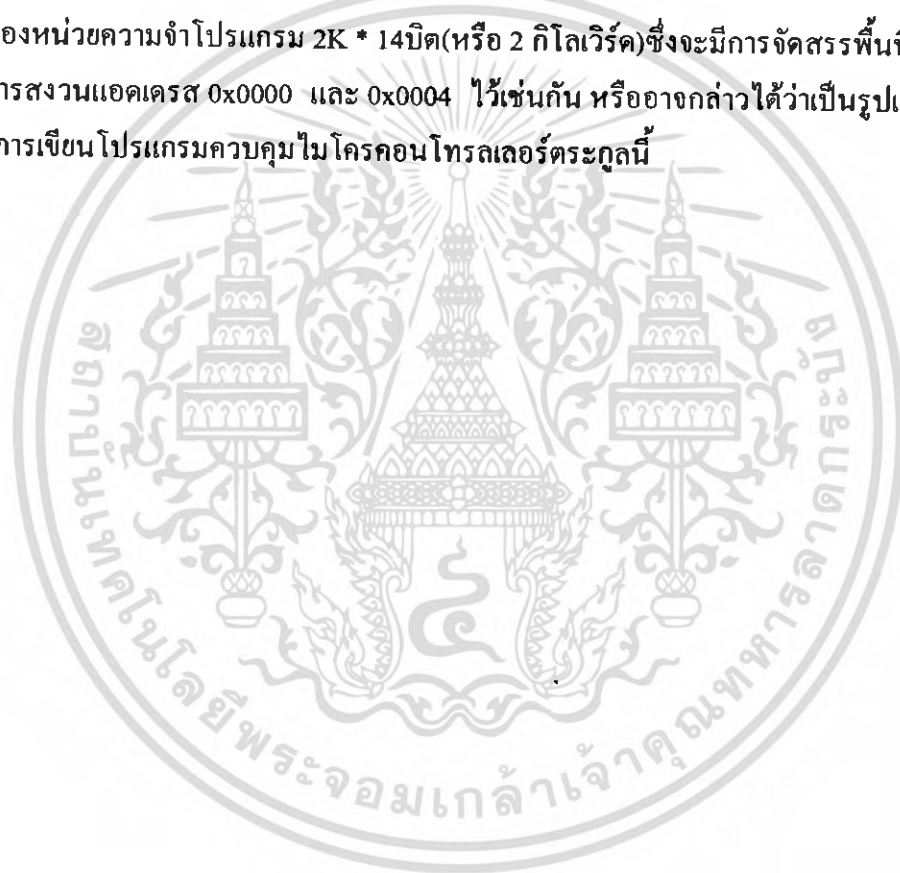 องหน่วยความจำโปรแกรม 2K * 14บิต(หรือ 2 กิโลเวิร์ค)ซึ่งจะมีการจัดสรรพื้นที่
ารสงวนแอดเดรส 0x0000 และ 0x0004 ไว้เช่นกัน หรืออาจกล่าวได้ว่าเป็นรูปแ
การเขียนโปรแกรมควบคุมไมโครคอนโทรลเลอร์ตระกูลนี้
สถาบันเทคโนโลยีพระจอมเกล้าเจ้าคุณทหารลาดกระบัง